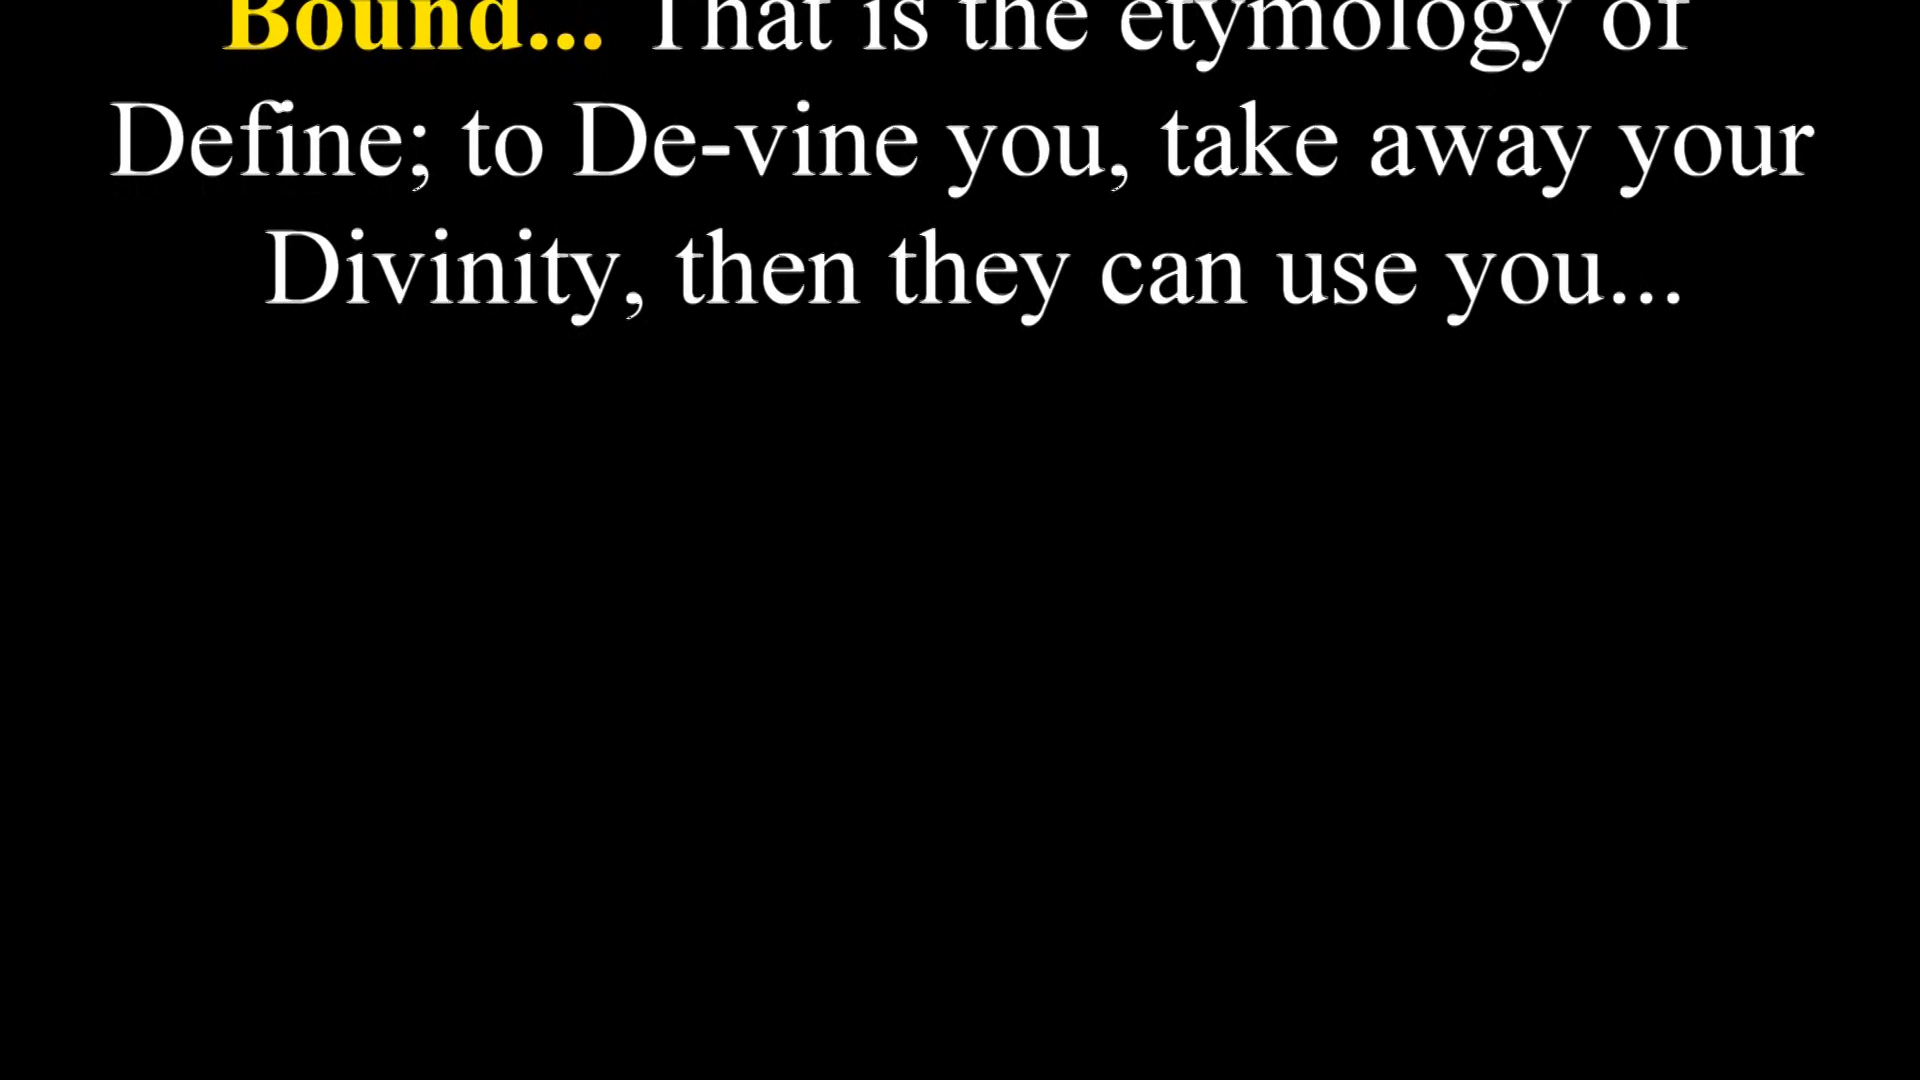 Bound... That is the etymology of
Define; to De-vine you, take away your
Divinity, then they can use you...